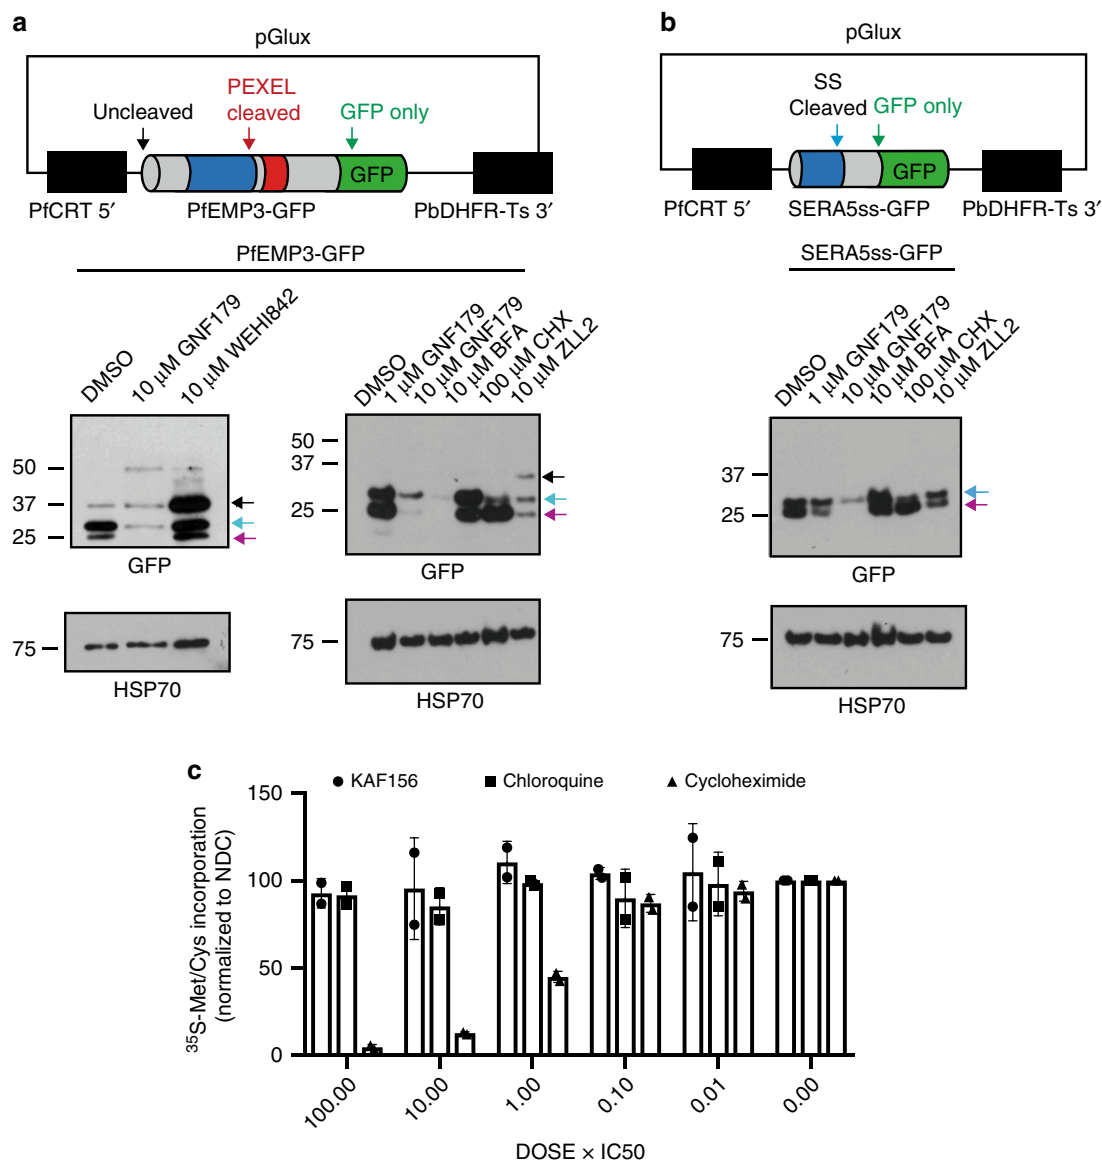 a
pGlux
Uncleaved
PEXEL
cleaved
GFP only
GFP
PfCRT 5′
PfEMP3-GFP
PbDHFR-Ts 3′
PfEMP3-GFP
DMSO
10 μM GNF179
10 μM WEHI842
50
37
25
GFP
75
HSP70
DMSO
1 μM GNF179
10 μM GNF179
10 μM BFA
100 μM CHX
10 μM ZLL2
50
37
25
GFP
75
HSP70
b
pGlux
SS
Cleaved
GFP only
GFP
PfCRT 5′
SERA5ss-GFP
PbDHFR-Ts 3′
SERA5ss-GFP
DMSO
1 μM GNF179
10 μM GNF179
10 μM BFA
100 μM CHX
10 μM ZLL2
37
25
GFP
75
HSP70
c
KAF156
Chloroquine
Cycloheximide
35S-Met/Cys incorporation
(normalized to NDC)
150
100
50
0
100.00
10.00
1.00
0.10
0.01
0.00
DOSE × IC50